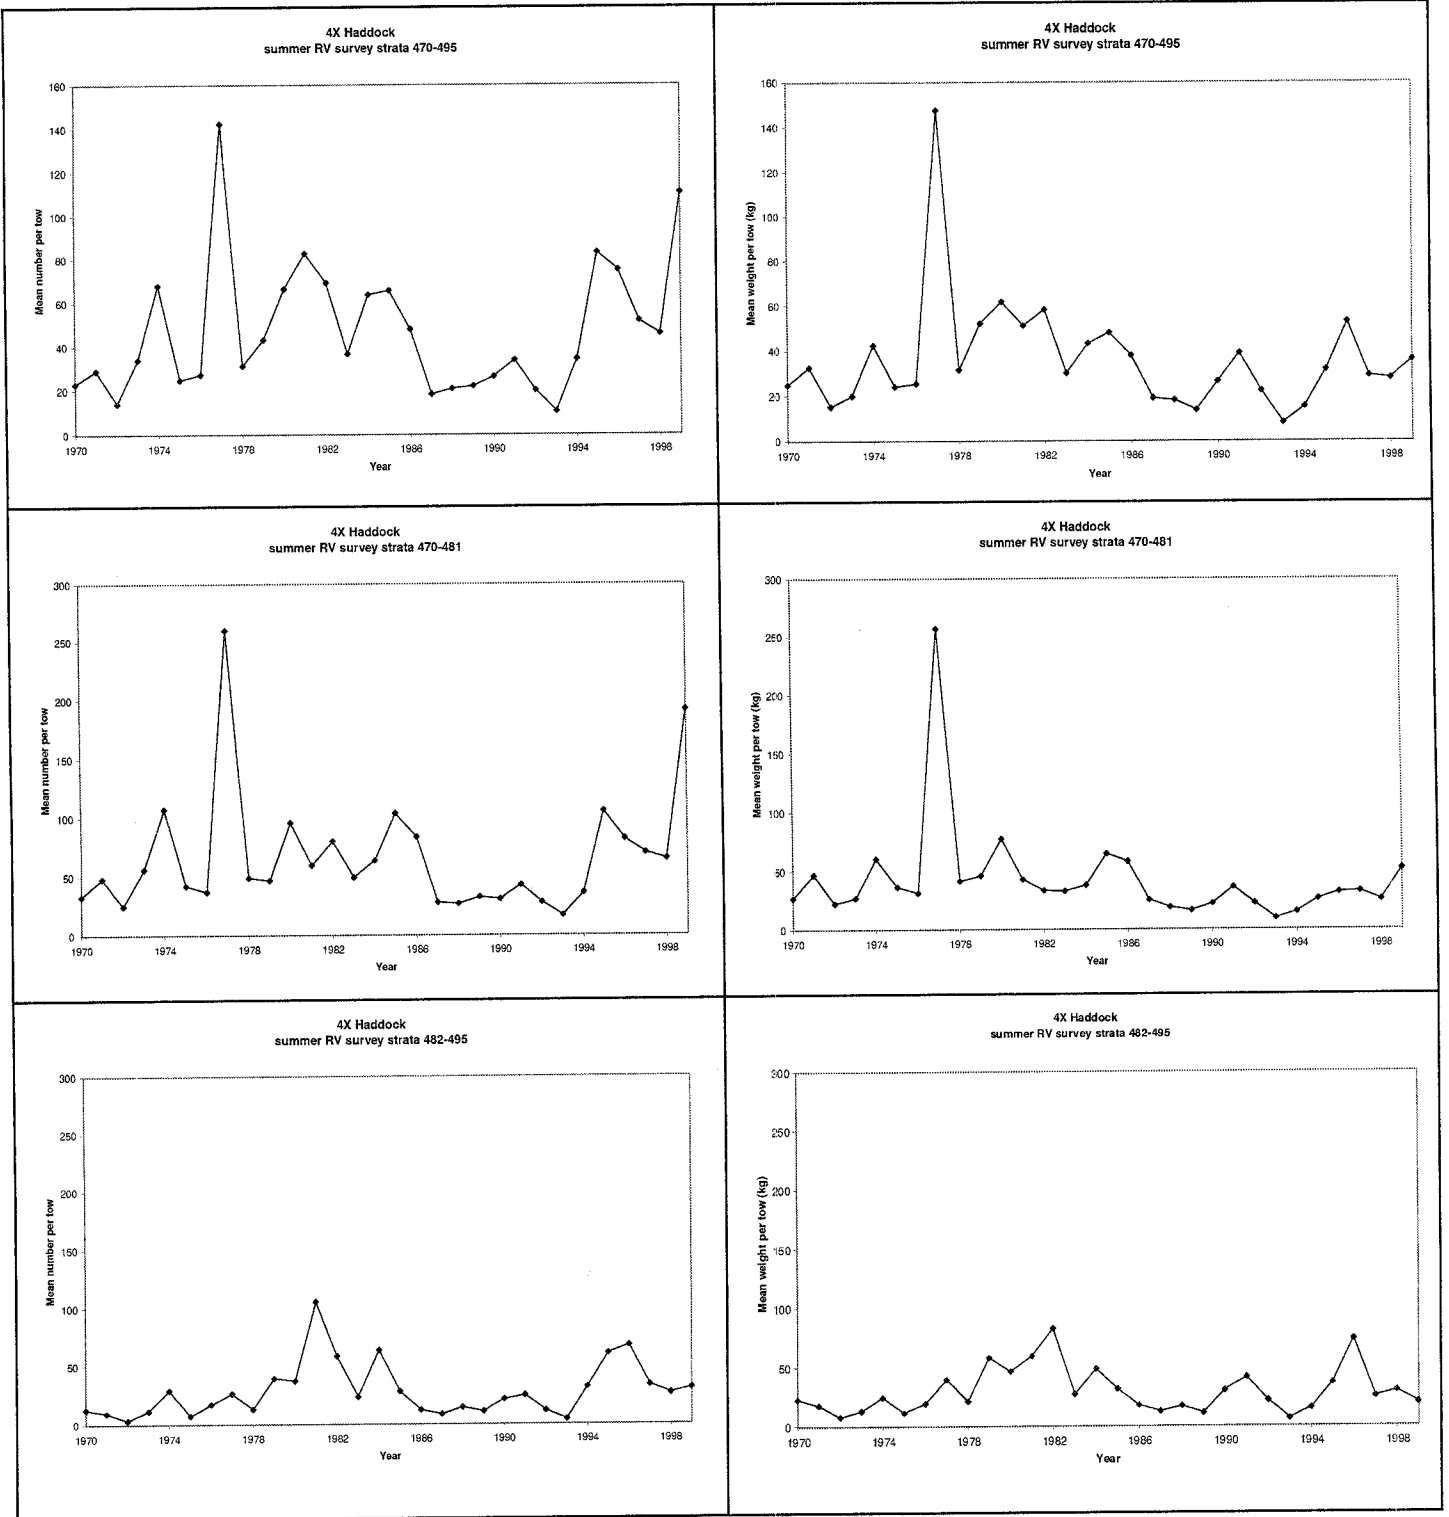 4X Haddock
summer RV survey strata 470-495
160
140
120
100
80
60
40
20
0
Mean number per tow
1970 1974 1978 1982 1986 1990 1994 1998
Year
4X Haddock
summer RV survey strata 470-495
160
140
120
100
80
60
40
20
0
Mean weight per tow (kg)
1970 1974 1978 1982 1986 1990 1994 1998
Year
4X Haddock
summer RV survey strata 470-481
300
250
200
150
100
50
0
Mean number per tow
1970 1974 1978 1982 1986 1990 1994 1998
Year
4X Haddock
summer RV survey strata 470-481
300
250
200
150
100
50
0
Mean weight per tow (kg)
1970 1974 1978 1982 1986 1990 1994 1998
Year
4X Haddock
summer RV survey strata 482-495
300
250
200
150
100
50
0
Mean number per tow
1970 1974 1978 1982 1986 1990 1994 1998
Year
4X Haddock
summer RV survey strata 482-495
300
250
200
150
100
50
0
Mean weight per tow (kg)
1970 1974 1978 1982 1986 1990 1994 1998
Year